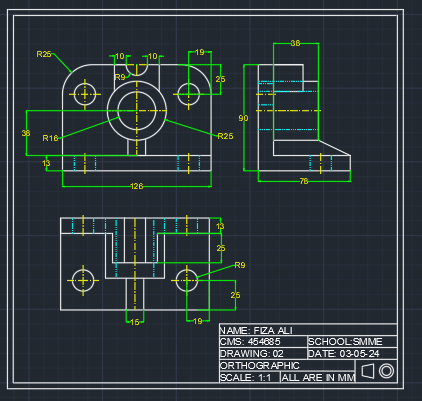 R25
10
10
19
R9
25
38
R16
R25
13
126
38
90
76
13
25
R9
25
15
19
NAME: FIZA ALI
CMS: 454685 SCHOOL:SMME
DRAWING: 02 DATE: 03-05-24
ORTHOGRAPHIC
SCALE: 1:1 ALL ARE IN MM